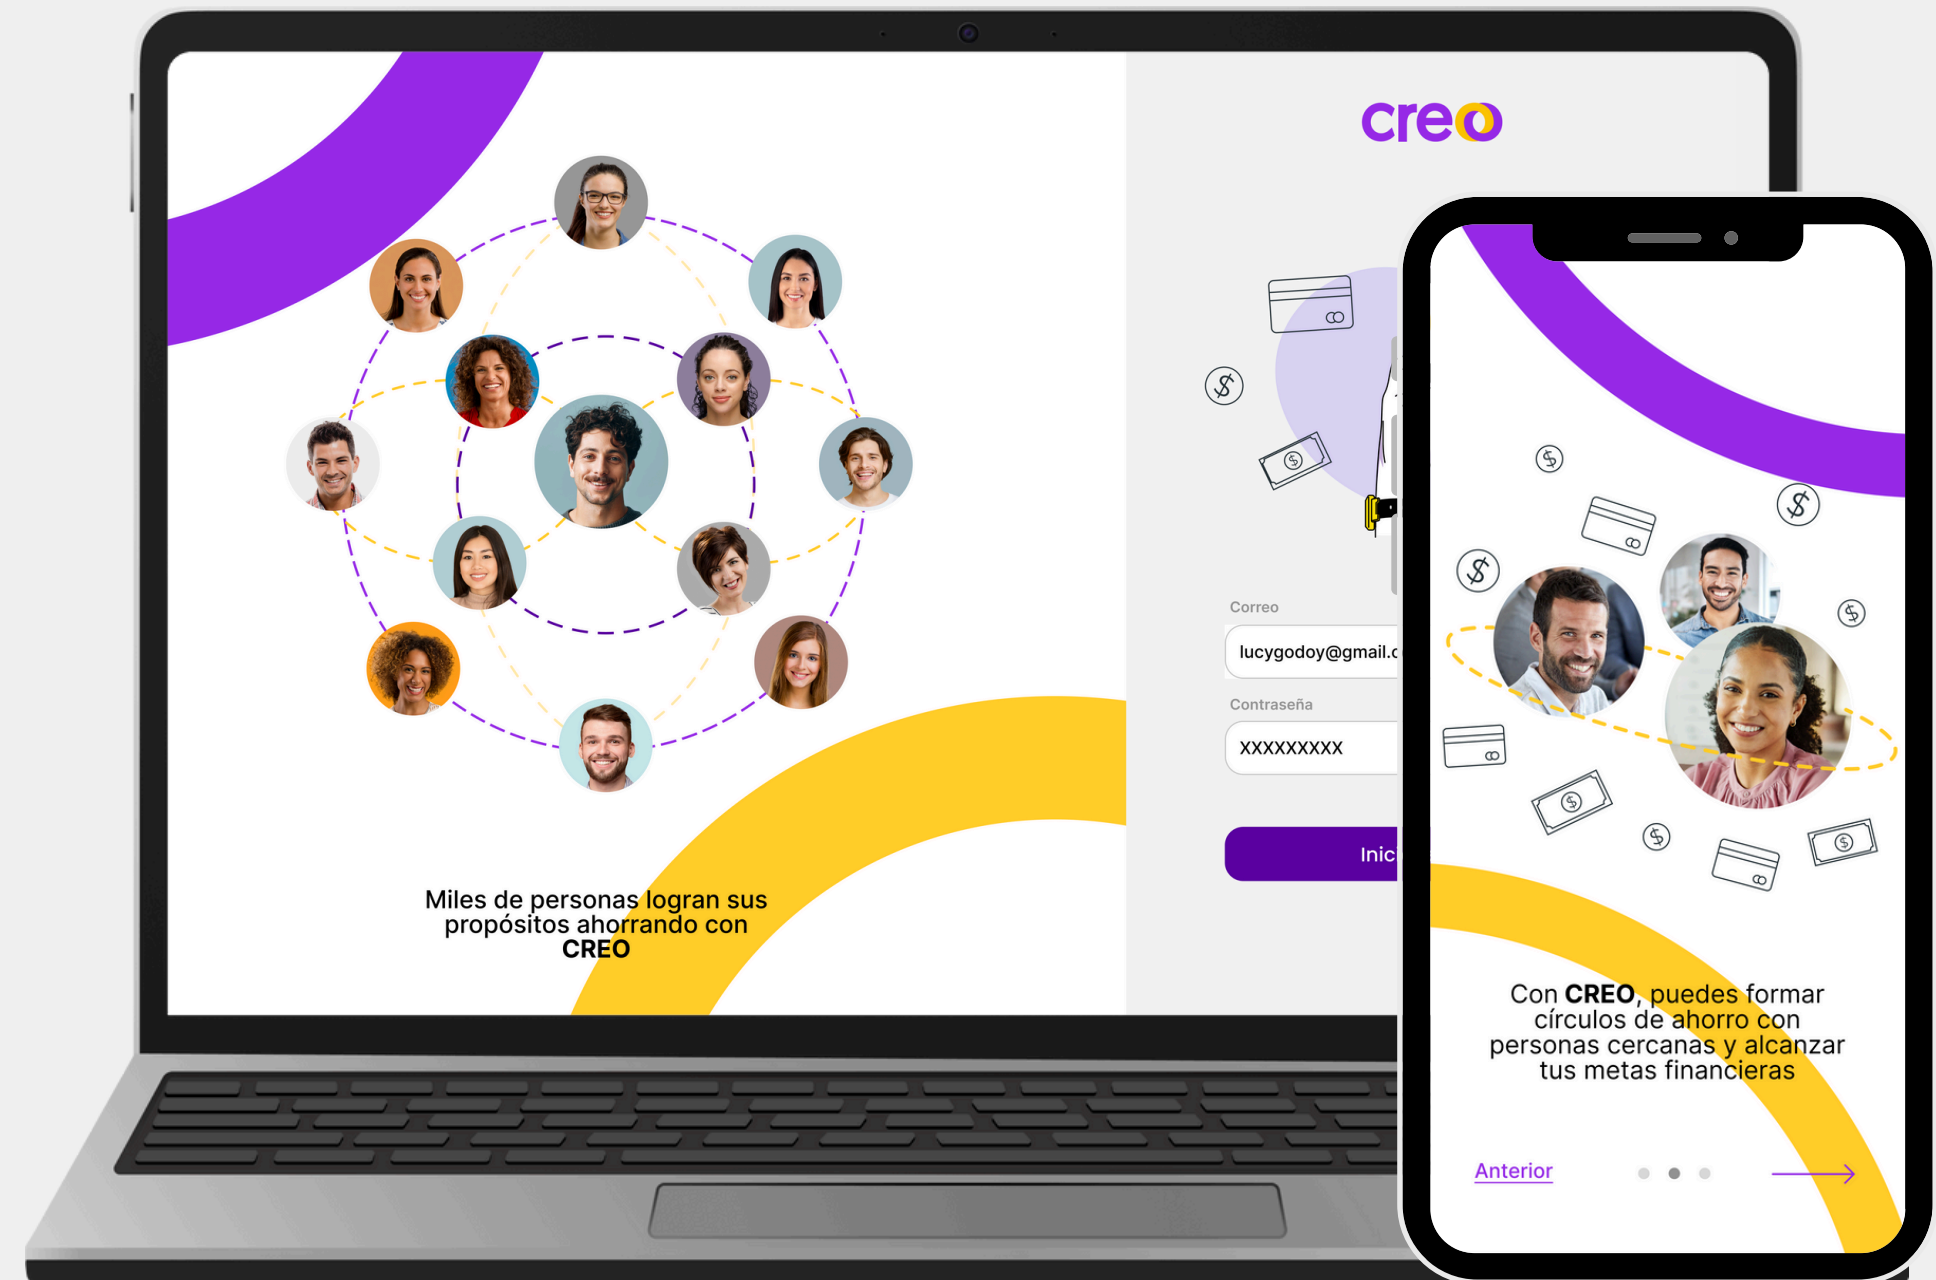 creo
Miles de personas logran sus
propósitos ahorrando con
CREO
Correo
lucygodoy@gmail.c
Contraseña
XXXXXXXXX
Inic
Con CREO, puedes formar
círculos de ahorro con
personas cercanas y alcanzar
tus metas financieras
Anterior